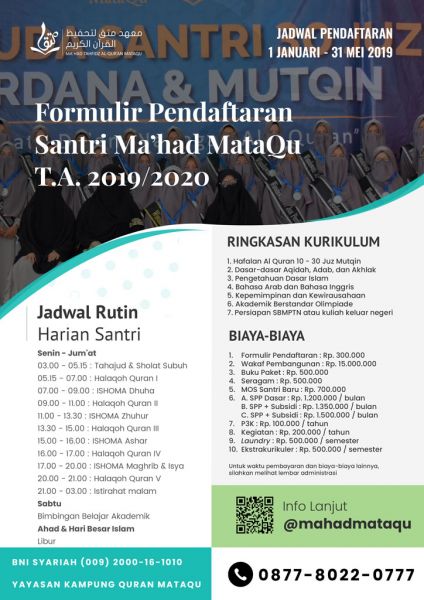 معهد متق لتحفيظ
القرآن الكريم
MA'HAD TAHFIDZ AL-QUR'AN MATAQU
JADWAL PENDAFTARAN
1 JANUARI - 31 MEI 2019
SANTRI 30 JUZ
RDANA & MUTQIN
Formulir Pendaftaran
Santri Ma'had MataQu
T.A. 2019/2020
Jadwal Rutin
Harian Santri
Senin - Jum'at
03.00 - 05.15 : Tahajud & Sholat Subuh
05.15 - 07.00 : Halaqoh Quran I
07.00 - 09.00 : ISHOMA Dhuha
09.00 - 11.00 : Halaqoh Quran II
11.00 - 13.30 : ISHOMA Zhuhur
13.30 - 15.00 : Halaqoh Quran III
15.00 - 16.00 : ISHOMA Ashar
16.00 - 17.00 : Halaqoh Quran IV
17.00 - 20.00 : ISHOMA Maghrib & Isya
20.00 - 21.00 : Halaqoh Quran V
21.00 - 03.00 : Istirahat malam
Sabtu
Bimbingan Belajar Akademik
Ahad & Hari Besar Islam
Libur
RINGKASAN KURIKULUM
1. Hafalan Al Quran 10 - 30 Juz Mutqin
2. Dasar-dasar Aqidah, Adab, dan Akhlak
3. Pengetahuan Dasar Islam
4. Bahasa Arab dan Bahasa Inggris
5. Kepemimpinan dan Kewirausahaan
6. Akademik Berstandar Olimpiade
7. Persiapan SBMPTN atau kuliah keluar negeri
BIAYA-BIAYA
1. Formulir Pendaftaran : Rp. 300.000
2. Wakaf Pembangunan : Rp. 15.000.000
3. Buku Paket : Rp. 500.000
4. Seragam : Rp. 500.000
5. MOS Santri Baru : Rp. 700.000
6. A. SPP Dasar : Rp. 1.200.000 / bulan
B. SPP + Subsidi : Rp. 1.350.000 / bulan
C. SPP + Subsidi : Rp. 1.500.000 / bulan
7. P3K : Rp. 100.000 / tahun
8. Kegiatan : Rp. 200.000 / tahun
9. Laundry : Rp. 500.000 / semester
10. Ekstrakurikuler : Rp. 500.000 / semester
Untuk waktu pembayaran dan biaya-biaya lainnya,
silahkan melihat lembar administrasi
Info Lanjut
@mahadmataqu
BNI SYARIAH (009) 2000-16-1010
YAYASAN KAMPUNG QURAN MATAQU
0877-8022-0777